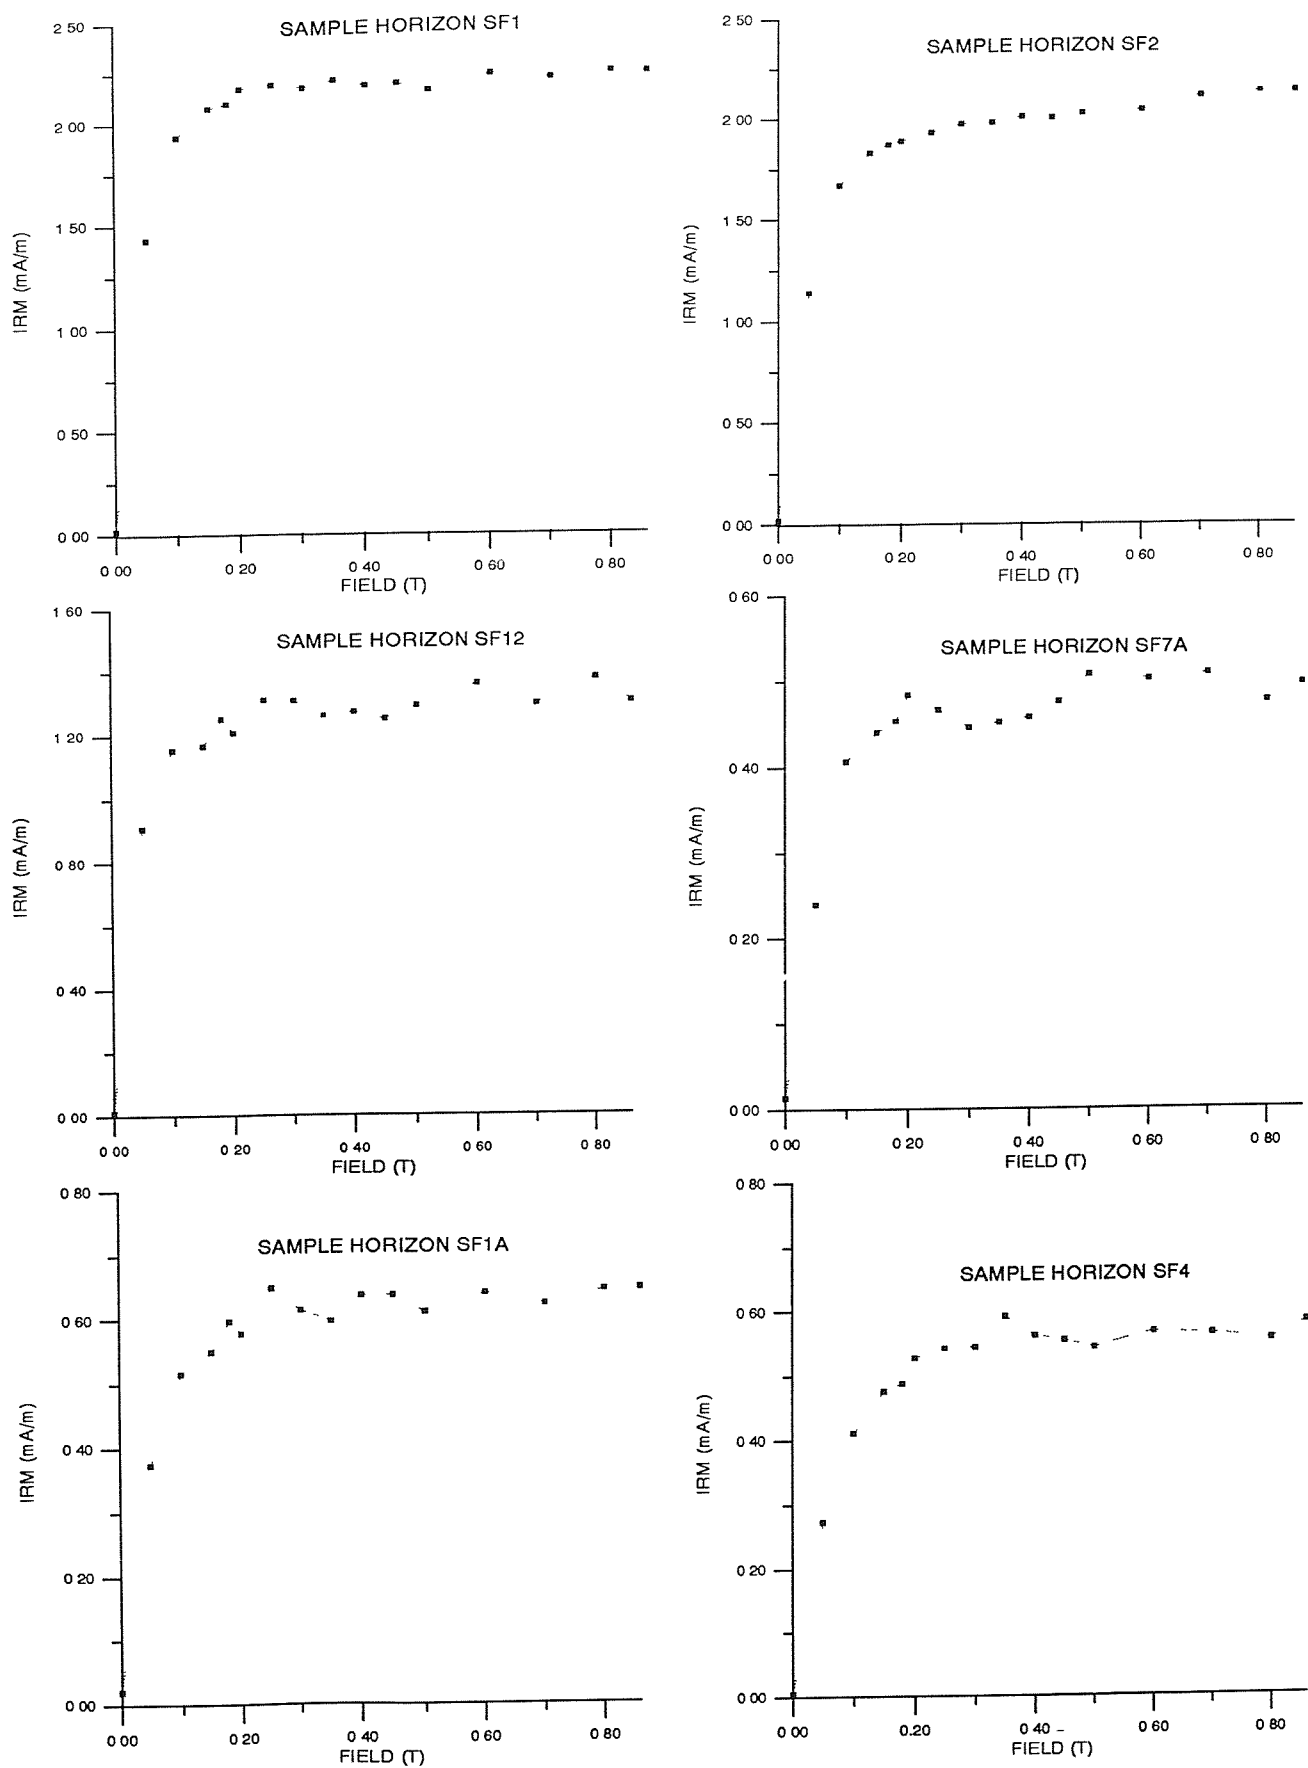 SAMPLE HORIZON SF1
2 50
2 00
1 50
1 00
0 50
0 00
IRM (mA/m)
0 00 0 20 0 40 0 60 0 80
FIELD (T)
SAMPLE HORIZON SF2
2 50
2 00
1 50
1 00
0 50
0 00
IRM (mA/m)
0 00 0.20 0 40 0 60 0 80
FIELD (T)
SAMPLE HORIZON SF12
1 60
1 20
0 80
0 40
0 00
IRM (mA/m)
0 00 0 20 0 40 0 60 0 80
FIELD (T)
SAMPLE HORIZON SF7A
0 60
0 40
0 20
0 00
IRM (mA/m)
0 00 0 20 0 40 0 60 0 80
FIELD (T)
SAMPLE HORIZON SF1A
0 80
0 60
0 40
0 20
0 00
IRM (mA/m)
0 00 0 20 0 40 0 60 0 80
FIELD (T)
SAMPLE HORIZON SF4
0 80
0 60
0 40
0 20
0 00
IRM (mA/m)
0 00 0.20 0 40 0 60 0 80
FIELD (T)